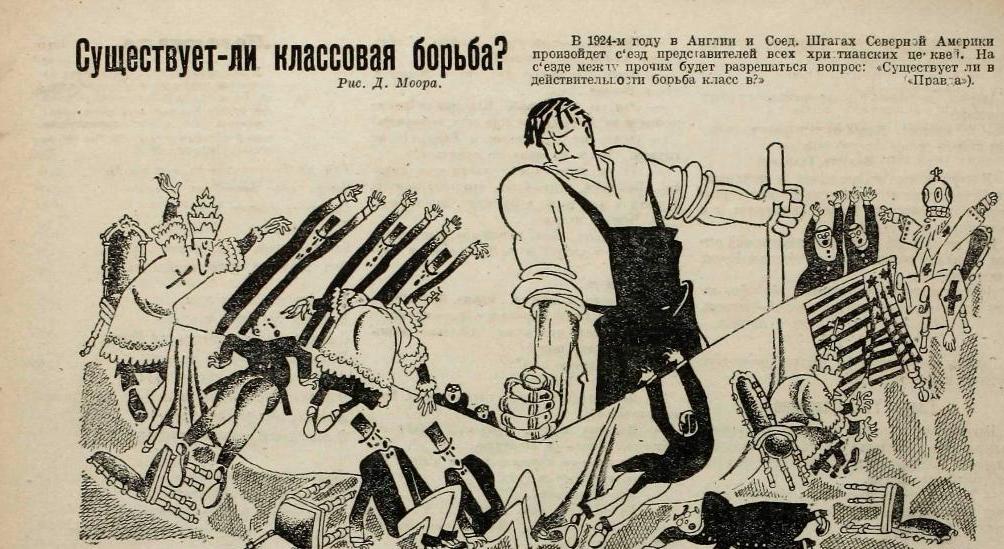 Существует-ли классовая борьба?
Рис. Д. Моора.
В 1924-м году в Англии и Соед. Штатах Северной Америки
произойдет с'езд представителей всех христианских церквей. На
с'езде между прочим будет разрешаться вопрос: «Существует ли в
действительности борьба классов?» («Правда»).